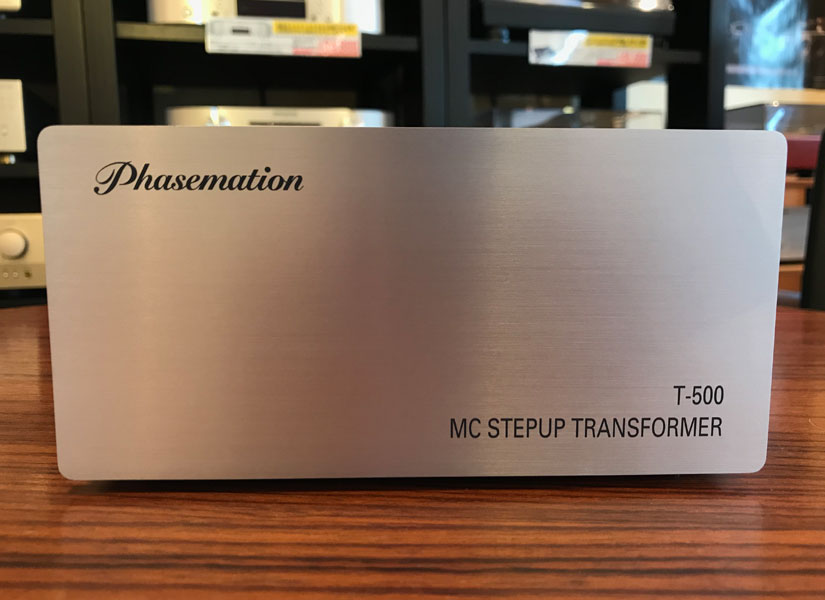 Phasemation
T-500
MC STEPUP TRANSFORMER